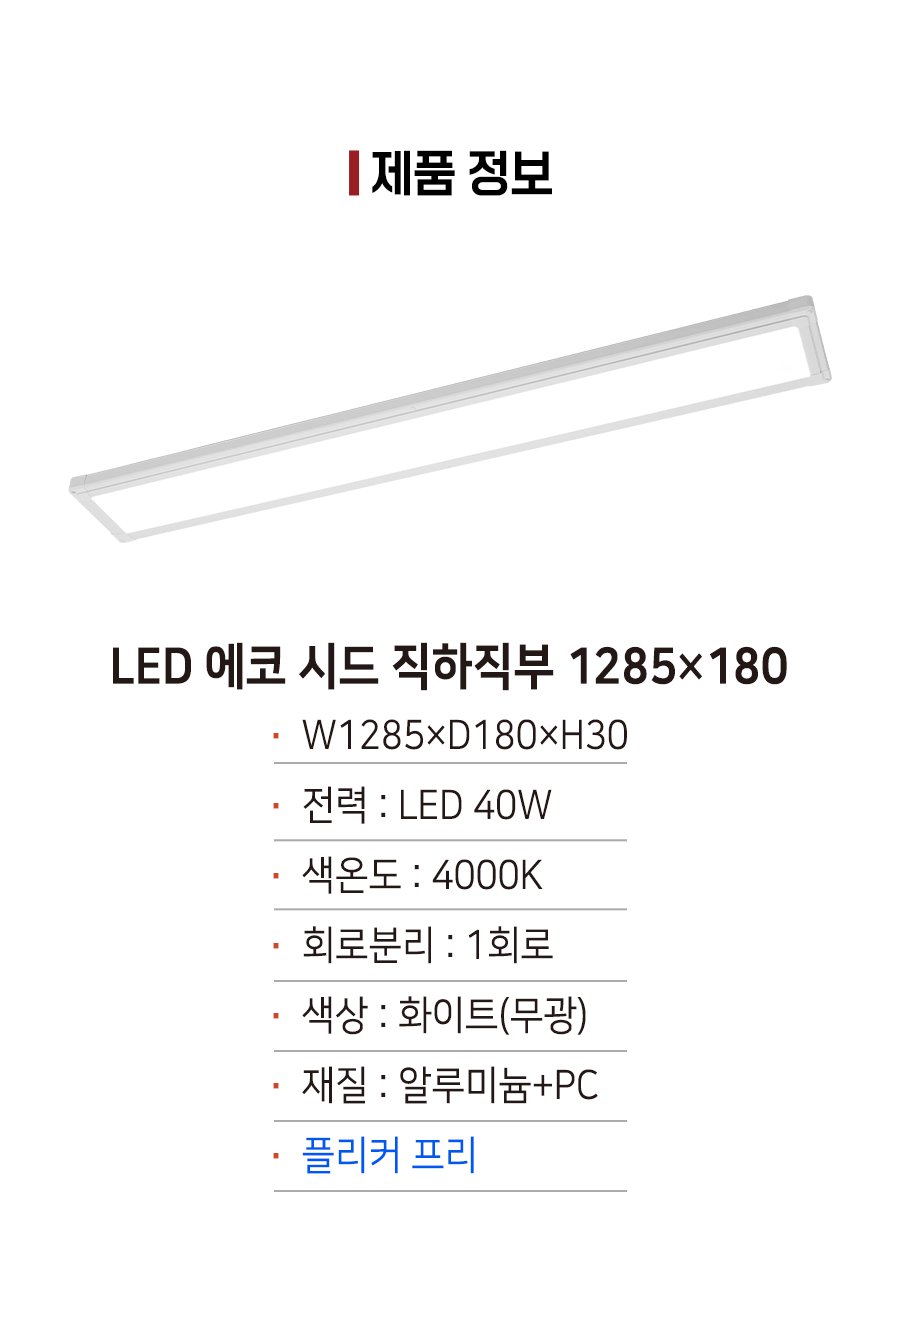 제품 정보
LED 에코 시드 직하직부 1285×180
· W1285×D180×H30
· 전력 : LED 40W
· 색온도 : 4000K
· 회로분리 : 1회로
· 색상 : 화이트(무광)
· 재질 : 알루미늄+PC
· 플리커 프리